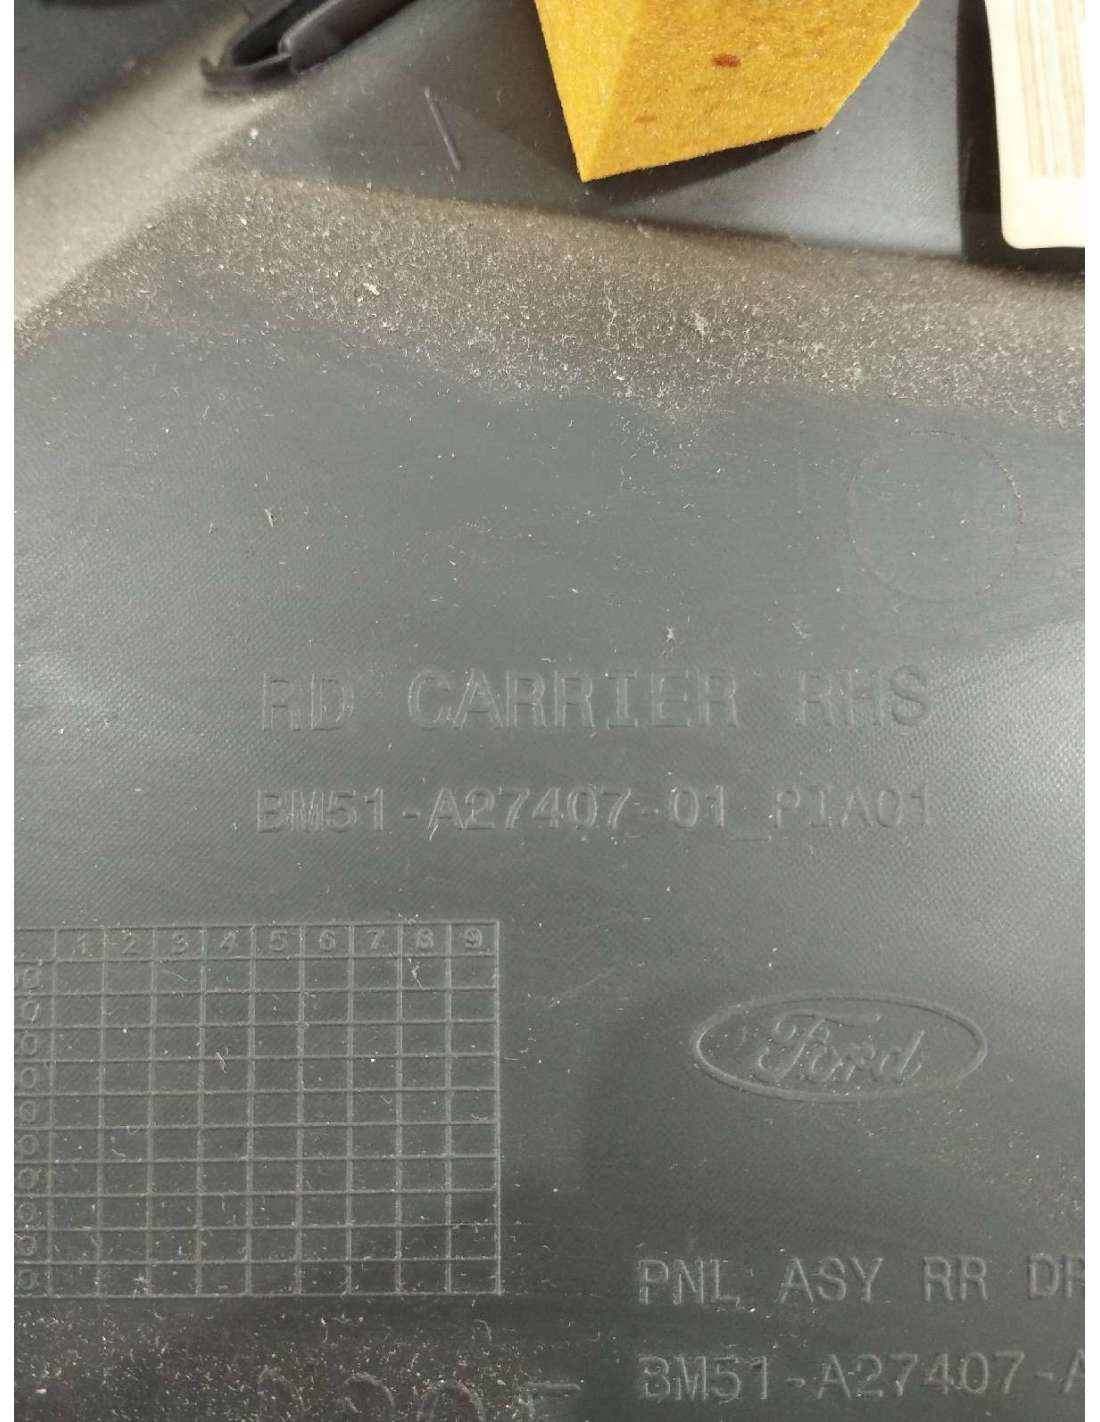 RD CARRIER RHS
BM51-A27407-01_PIA01
1 2 3 4 5 6 7 8 9
Ford
PNL ASY RR DR
BM51-A27407-A